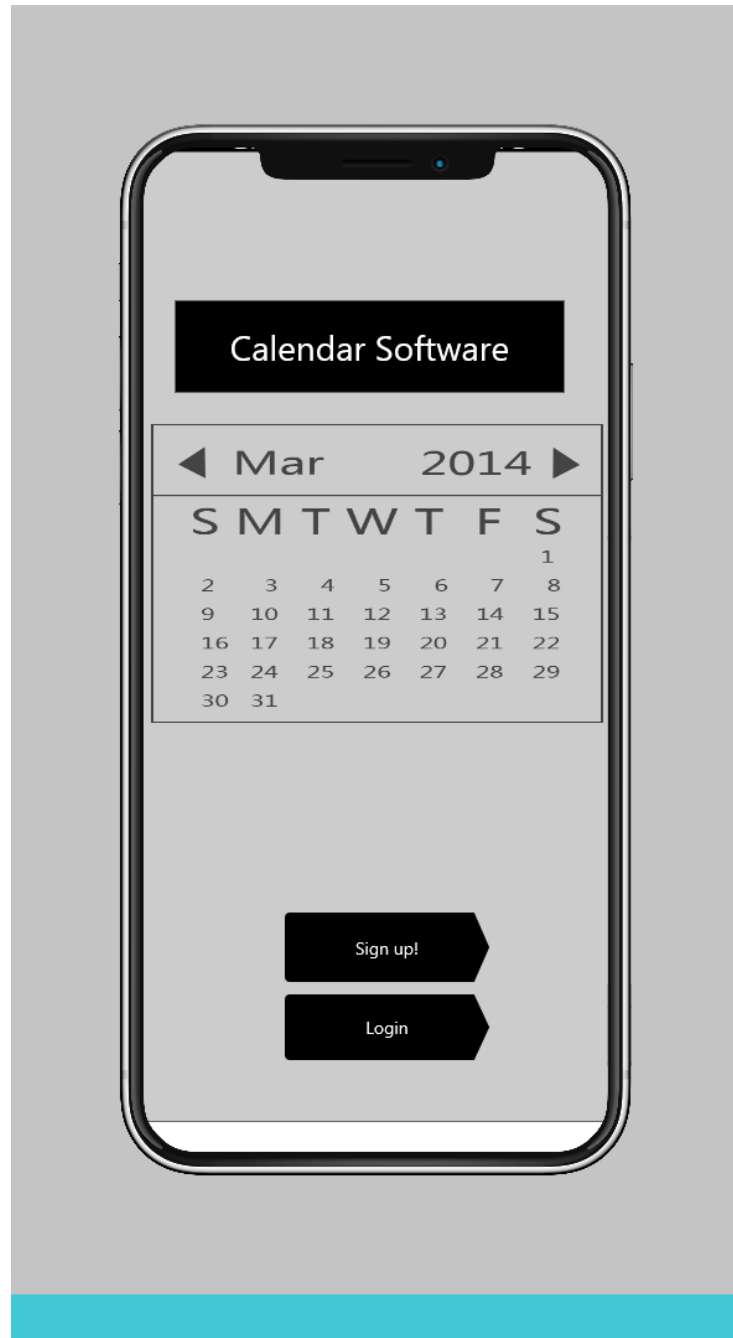 Calendar Software
Mar 2014
S M T W T F S
1
2 3 4 5 6 7 8
9 10 11 12 13 14 15
16 17 18 19 20 21 22
23 24 25 26 27 28 29
30 31
Sign up!
Login